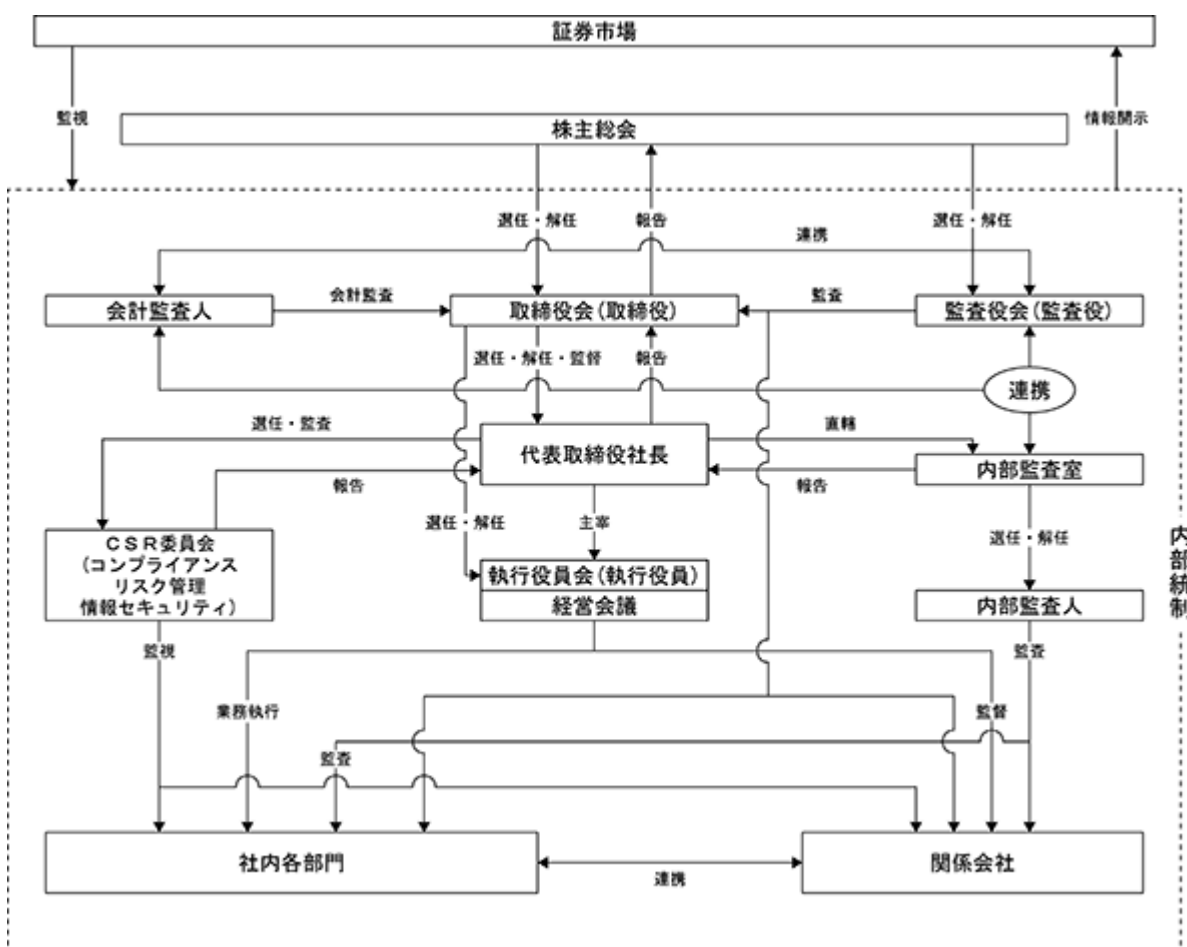 証券市場
監視
情報開示
株主総会
選任・解任
報告
選任・解任
連携
会計監査人
会計監査
取締役会(取締役)
監査
監査役会(監査役)
選任・解任・監督
報告
連携
選任・監査
代表取締役社長
直轄
内部監査室
報告
報告
選任・解任
主宰
選任・解任
CSR委員会
(コンプライアンス
リスク管理
情報セキュリティ)
執行役員会(執行役員)
経営会議
内部監査人
内部統制
監視
監査
業務執行
監督
監査
社内各部門
連携
関係会社